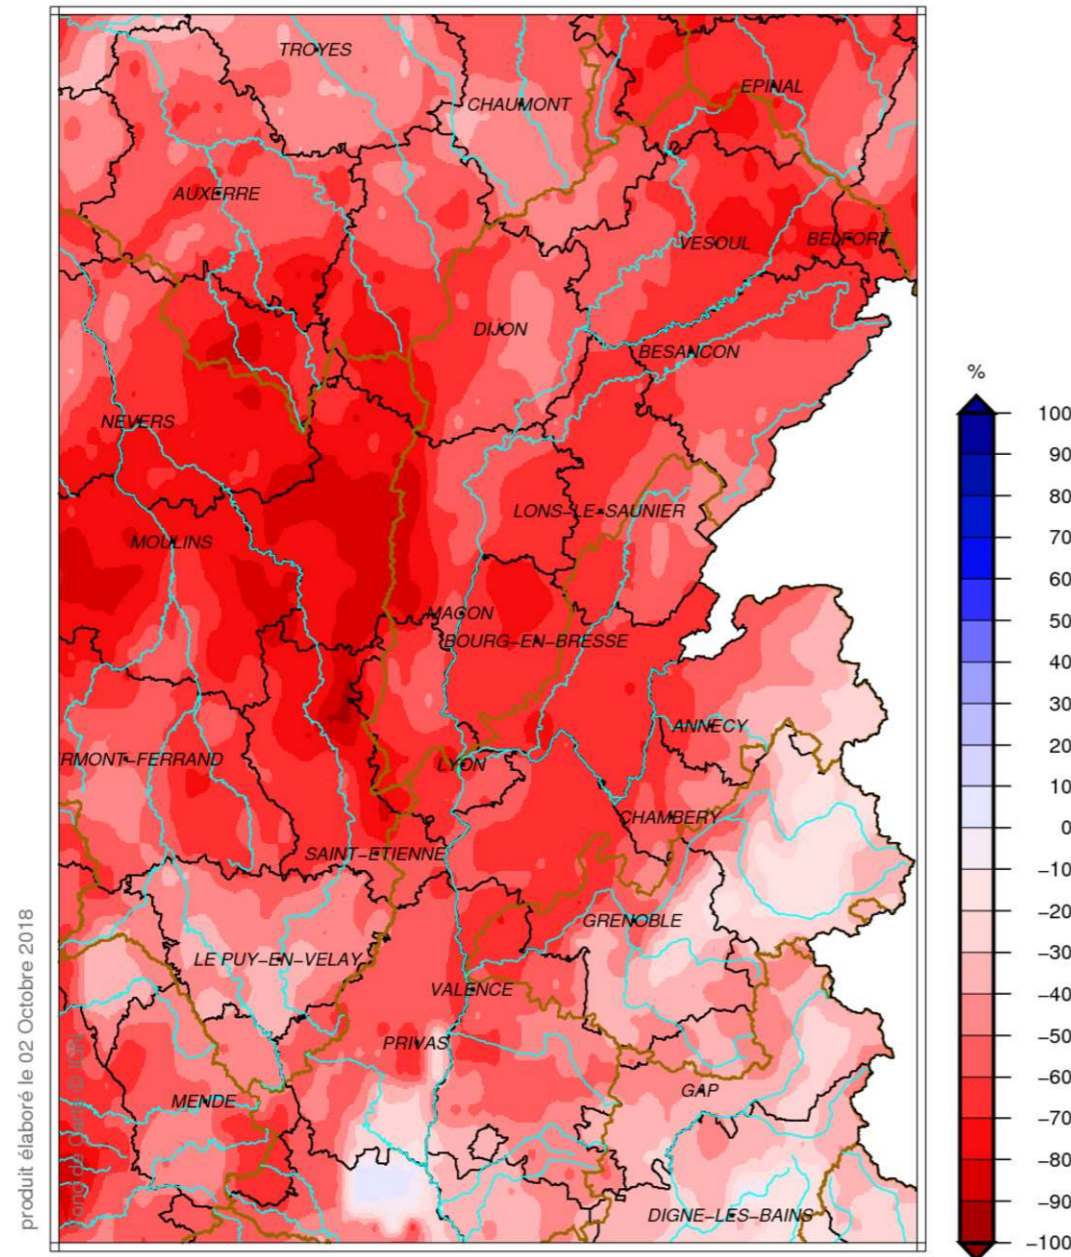 TROYES
CHAUMONT
EPINAL
AUXERRE
VESOUL
BELFORT
DIJON
BESANCON
NEVERS
LONS-LE-SAUNIER
MOULINS
MACON
BOURG-EN-BRESSE
ANNECY
RMONT-FERRAND
LYON
CHAMBERY
SAINT-ETIENNE
GRENOBLE
LE PUY-EN-VELAY
VALENCE
PRIVAS
GAP
MENDE
DIGNE-LES-BAINS
%
100
90
80
70
60
50
40
30
20
10
0
-10
-20
-30
-40
-50
-60
-70
-80
-90
-100
produit élaboré le 02 Octobre 2018